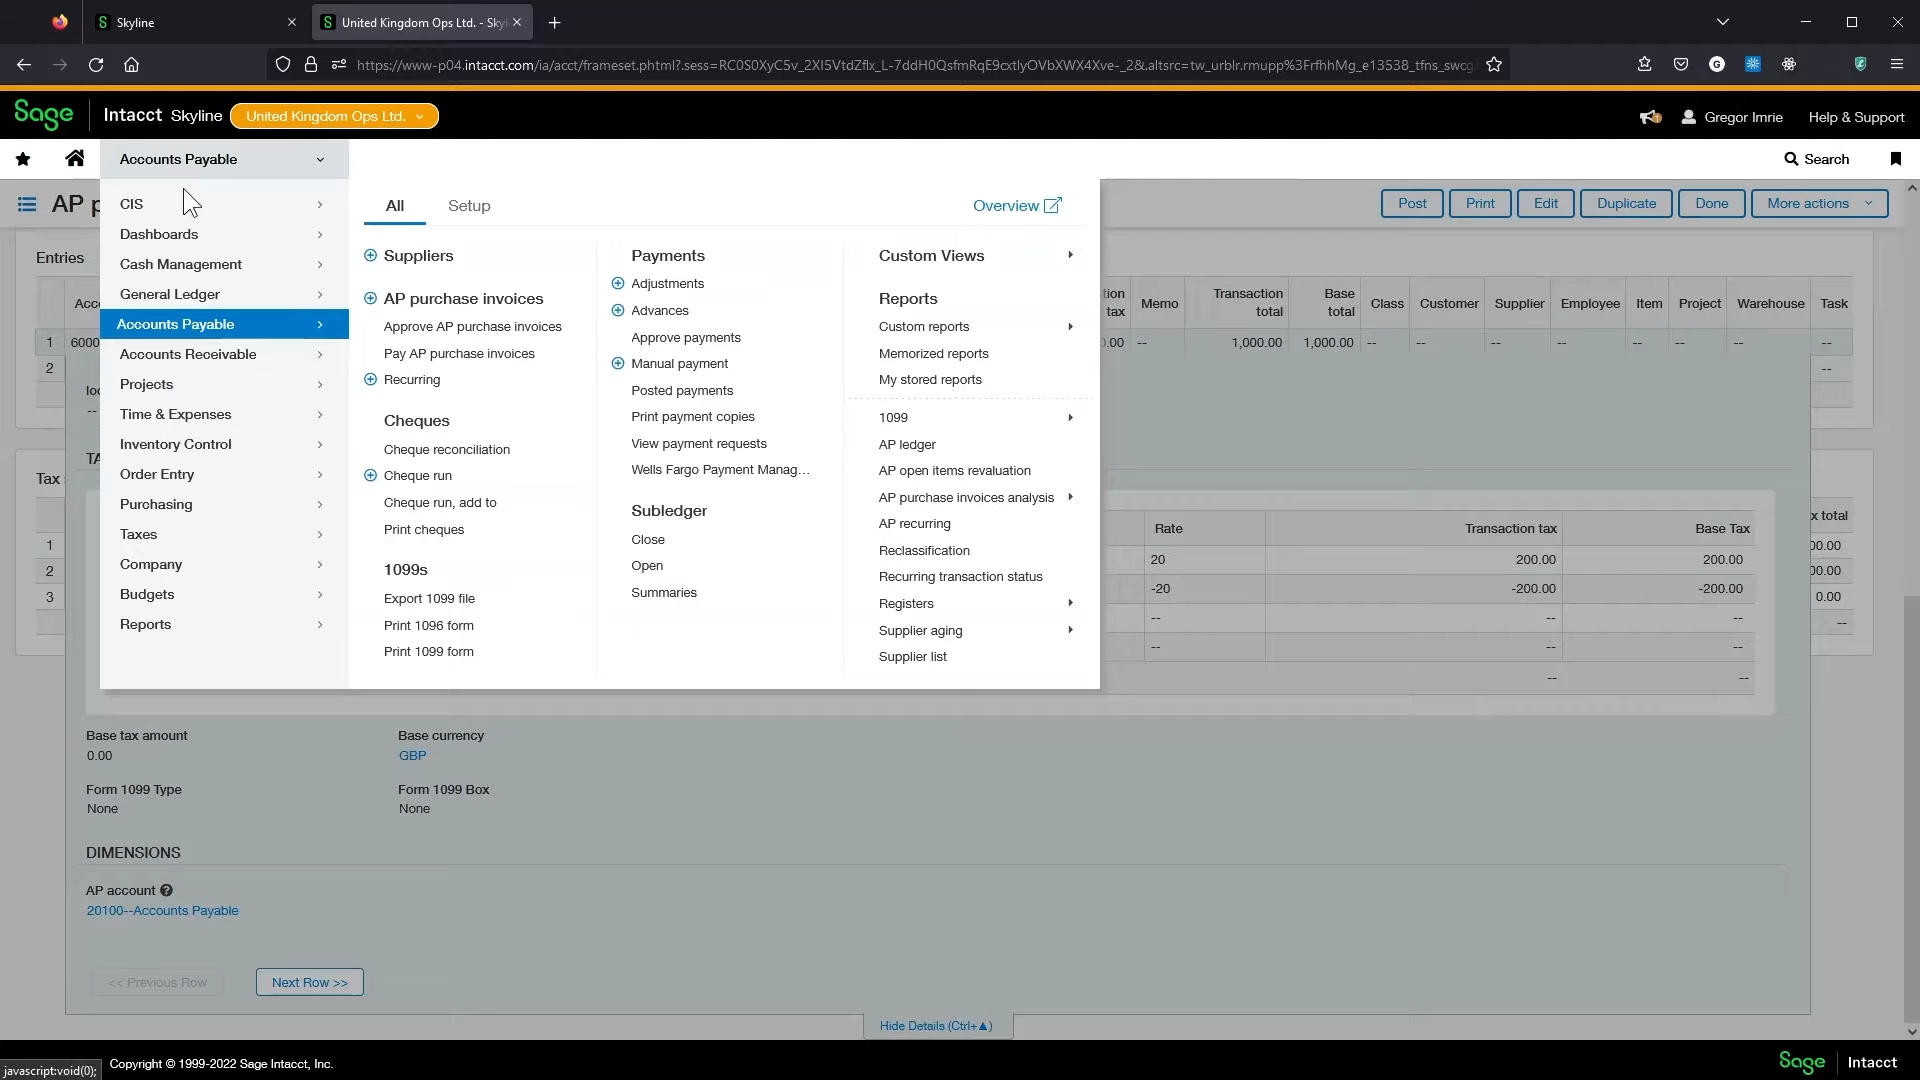 Skyline
United Kingdom Ops Ltd. - Sky
https://www-p04.intacct.com/ia/acct/frameset.phtml?.sess=
Sage Intacct Skyline United Kingdom Ops Ltd.
Gregor Imrie Help & Support
Accounts Payable
Search
AP p
Post Print Edit Duplicate Done More actions
CIS
Dashboards
Cash Management
General Ledger
Accounts Payable
Accounts Receivable
Projects
Time & Expenses
Inventory Control
Order Entry
Purchasing
Taxes
Company
Budgets
Reports
All Setup Overview
Suppliers
AP purchase invoices
Approve AP purchase invoices
Pay AP purchase invoices
Recurring
Cheques
Cheque reconciliation
Cheque run
Cheque run, add to
Print cheques
1099s
Export 1099 file
Print 1096 form
Print 1099 form
Payments
Adjustments
Advances
Approve payments
Manual payment
Posted payments
Print payment copies
View payment requests
Wells Fargo Payment Manag...
Subledger
Close
Open
Summaries
Custom Views
Reports
Custom reports
Memorized reports
My stored reports
1099
AP ledger
AP open items revaluation
AP purchase invoices analysis
AP recurring
Reclassification
Recurring transaction status
Registers
Supplier aging
Supplier list
Entries
Acc
tion tax Memo Transaction total Base total Class Customer Supplier Employee Item Project Warehouse Task
1 6000 0.00 -- 1,000.00 1,000.00 -- -- -- -- -- -- -- --
2 --
loc
--
TA
Tax
x total
1 00.00
2 00.00
3 0.00
--
Rate Transaction tax Base Tax
20 200.00 200.00
-20 -200.00 -200.00
-- -- --
-- -- --
-- --
Base tax amount
0.00
Base currency
GBP
Form 1099 Type
None
Form 1099 Box
None
DIMENSIONS
AP account
20100--Accounts Payable
<< Previous Row Next Row >>
Hide Details (Ctrl+▲)
javascript:void(0);
Copyright © 1999-2022 Sage Intacct, Inc.
Sage Intacct